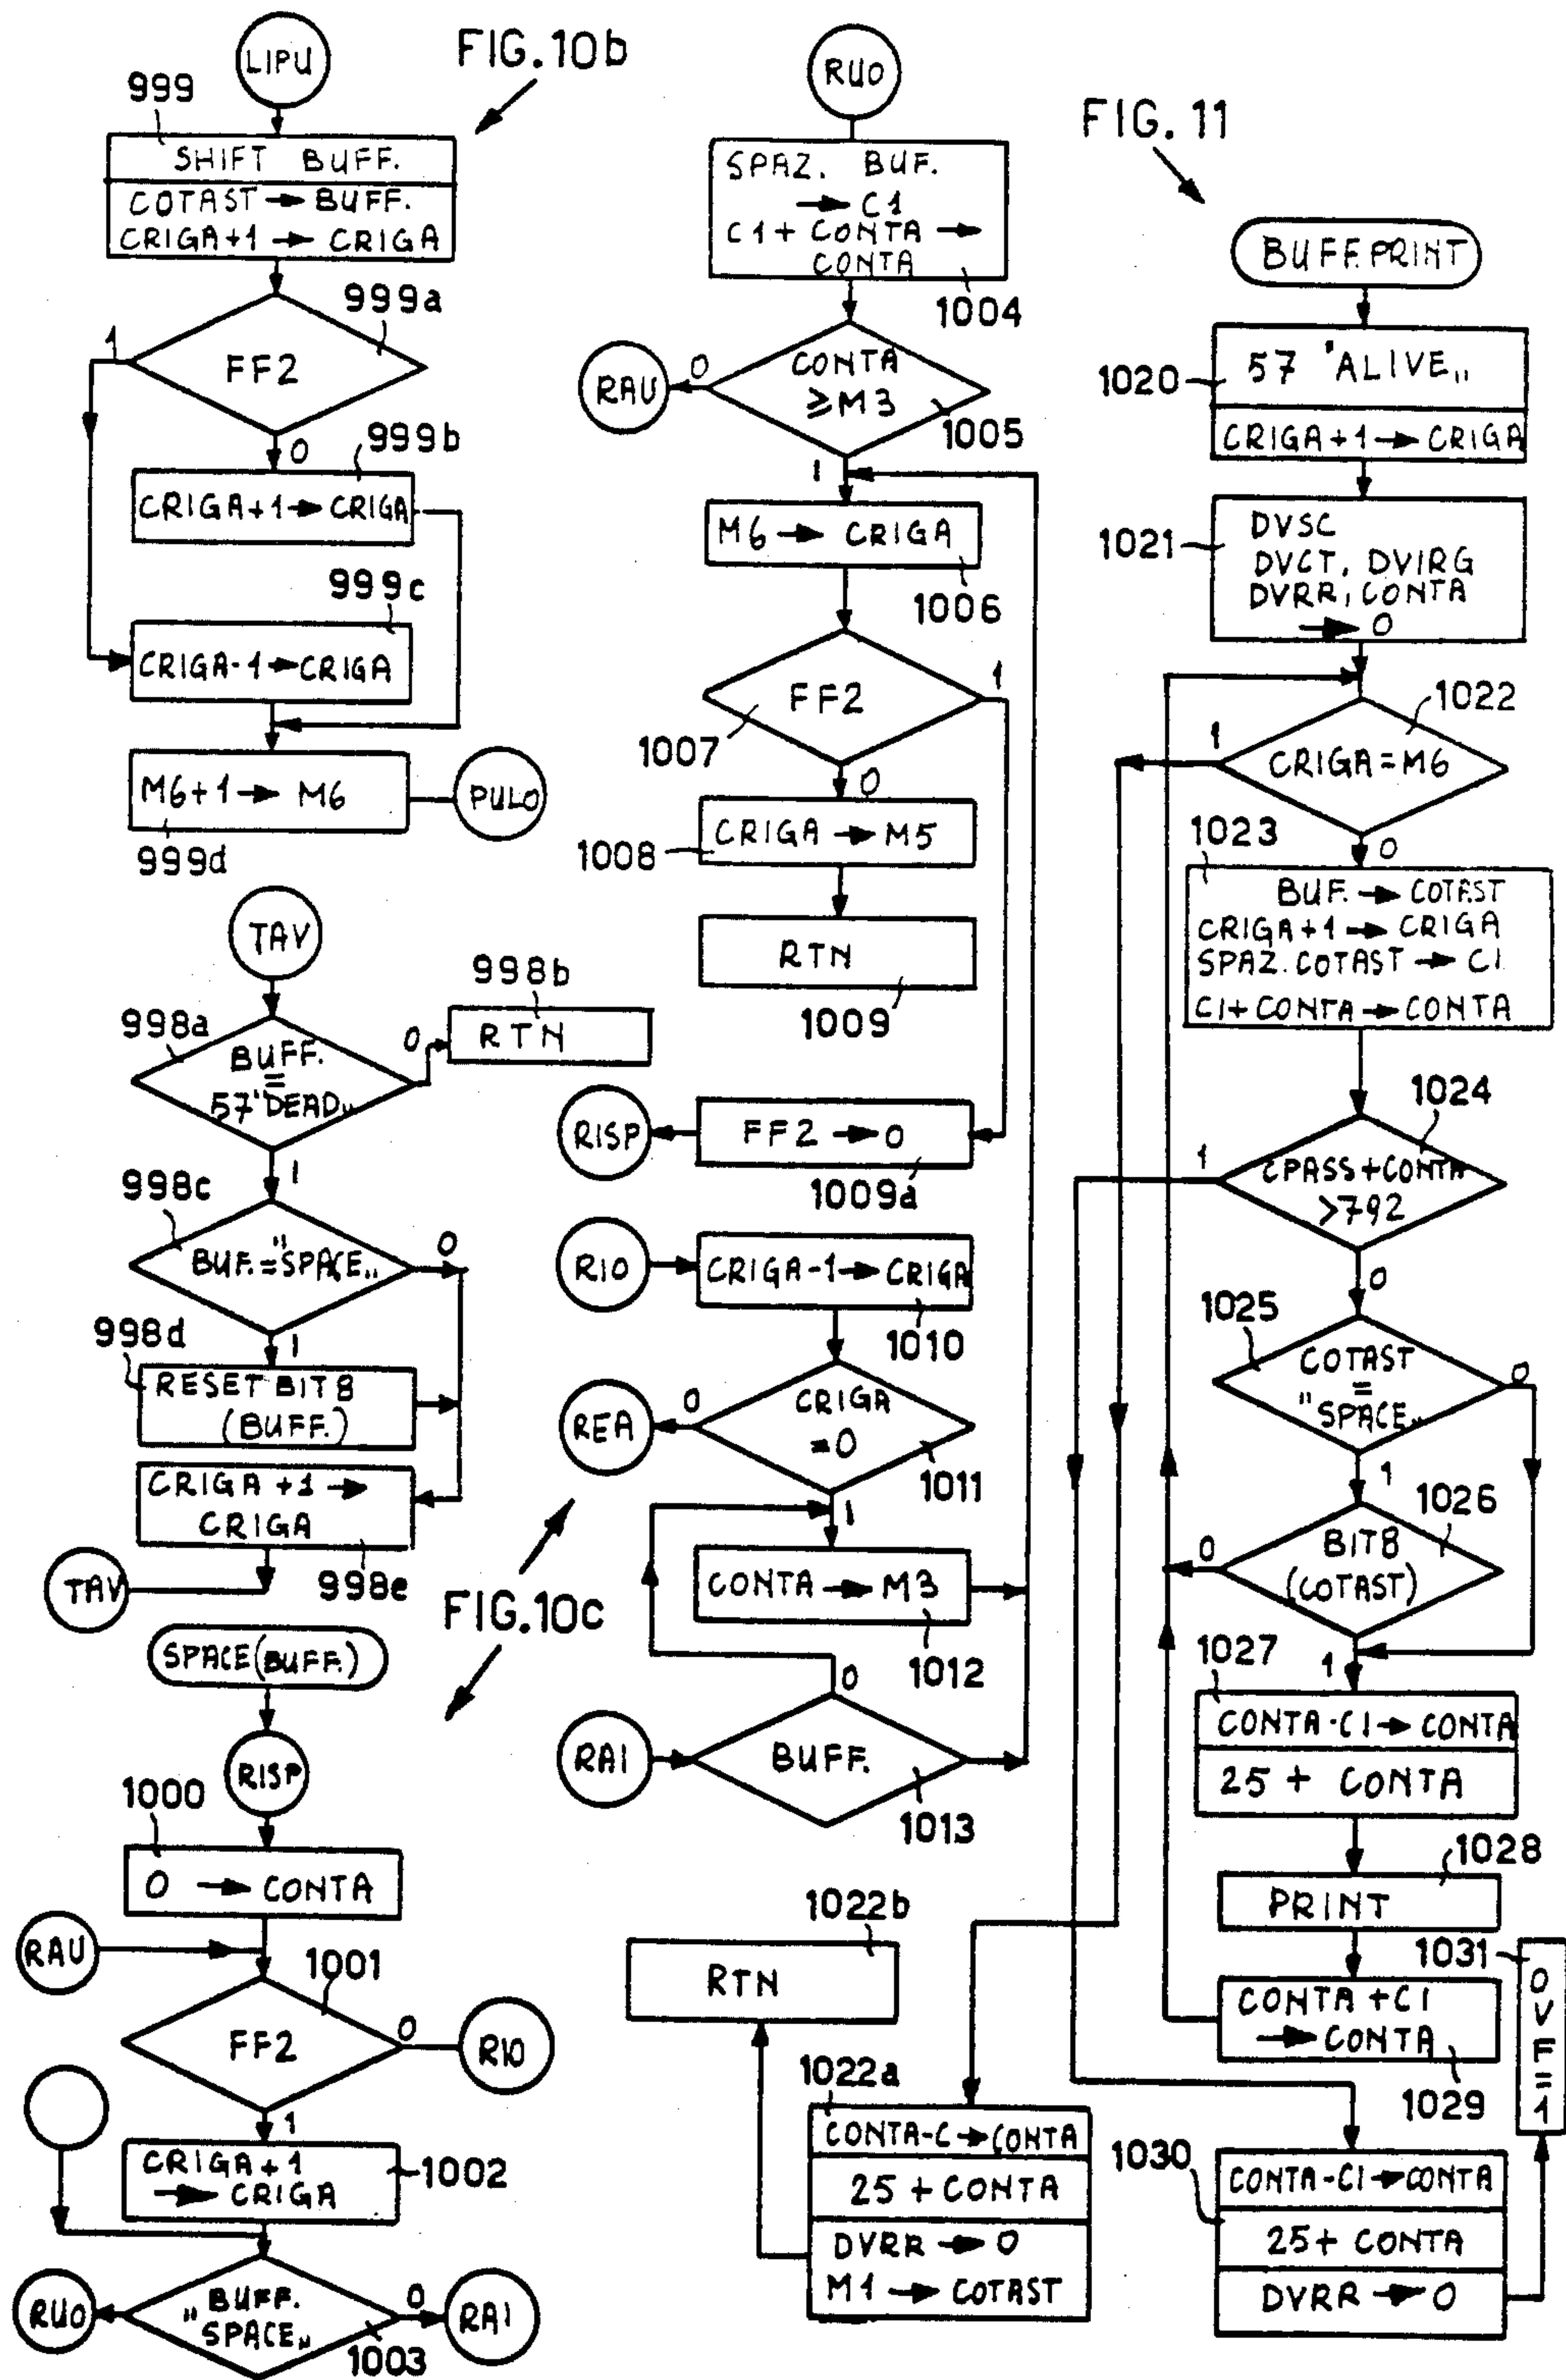 FIG.10b
LIPU
999
SHIFT BUFF.
COTAST → BUFF.
CRIGA+1 → CRIGA
999a
1
FF2
0
999b
CRIGA+1 → CRIGA
999c
CRIGA-1 → CRIGA
M6+1 → M6
PULO
999d
TAV
998a
BUFF.
=
57"DEAD„
0
998b
RTN
1
998c
BUF.="SPACE„
0
998d
1
RESET BIT8
(BUFF.)
CRIGA +1 →
CRIGA
998e
TAV
FIG.10c
SPACE(BUFF.)
RISP
1000
0 → CONTA
RAU
1001
FF2
0
RIO
1
CRIGA+1
→ CRIGA
1002
BUFF.
"SPACE„
RUO
0
RAI
1003
RUO
SPAZ. BUF.
→ C1
C1+CONTA →
CONTA
1004
RAU
0
CONTA
≥M3
1005
1
M6 → CRIGA
1006
FF2
1
1007
0
CRIGA → M5
1008
RTN
1009
RISP
FF2 → 0
1009a
RIO
CRIGA-1 → CRIGA
1010
REA
0
CRIGA
=0
1011
1
CONTA → M3
1012
0
RAI
BUFF.
1013
1022b
RTN
1022a
CONTA-C → CONTA
25 + CONTA
DVRR → 0
M1 → COTAST
FIG. 11
BUFF.PRINT
1020
57 "ALIVE„
CRIGA+1 → CRIGA
1021
DVSC
DVCT, DVIRG
DVRR, CONTA
→ 0
1022
1
CRIGA=M6
0
1023
BUF. → COTAST
CRIGA+1 → CRIGA
SPAZ.COTAST → C1
C1+CONTA → CONTA
1024
1
CPASS+CONTA
>792
0
1025
COTAST
=
"SPACE„
0
1
1026
0
BIT8
(COTAST)
1027
1
CONTA-C1 → CONTA
25 + CONTA
1028
PRINT
1031
OVF=1
CONTA+C1
→ CONTA
1029
1030
CONTA-C1 → CONTA
25+ CONTA
DVRR → 0